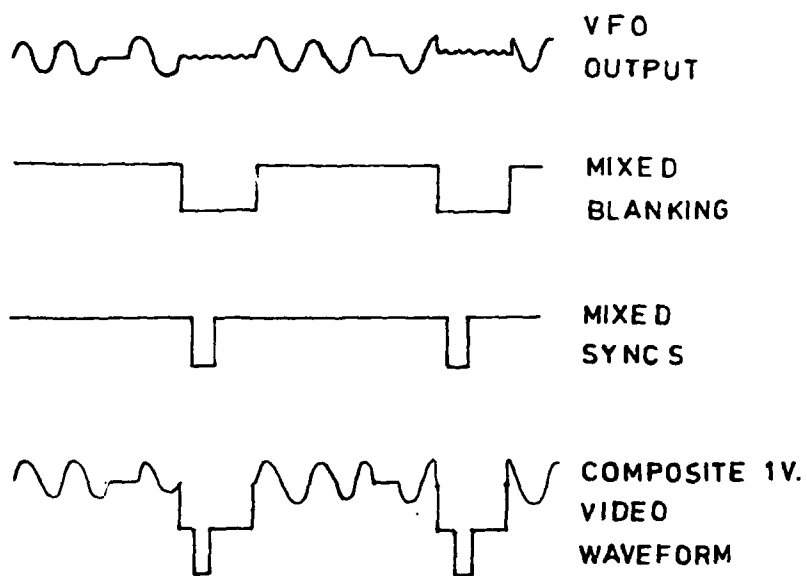 VFO
OUTPUT
MIXED
BLANKING
MIXED
SYNCS
COMPOSITE 1V.
VIDEO
WAVEFORM